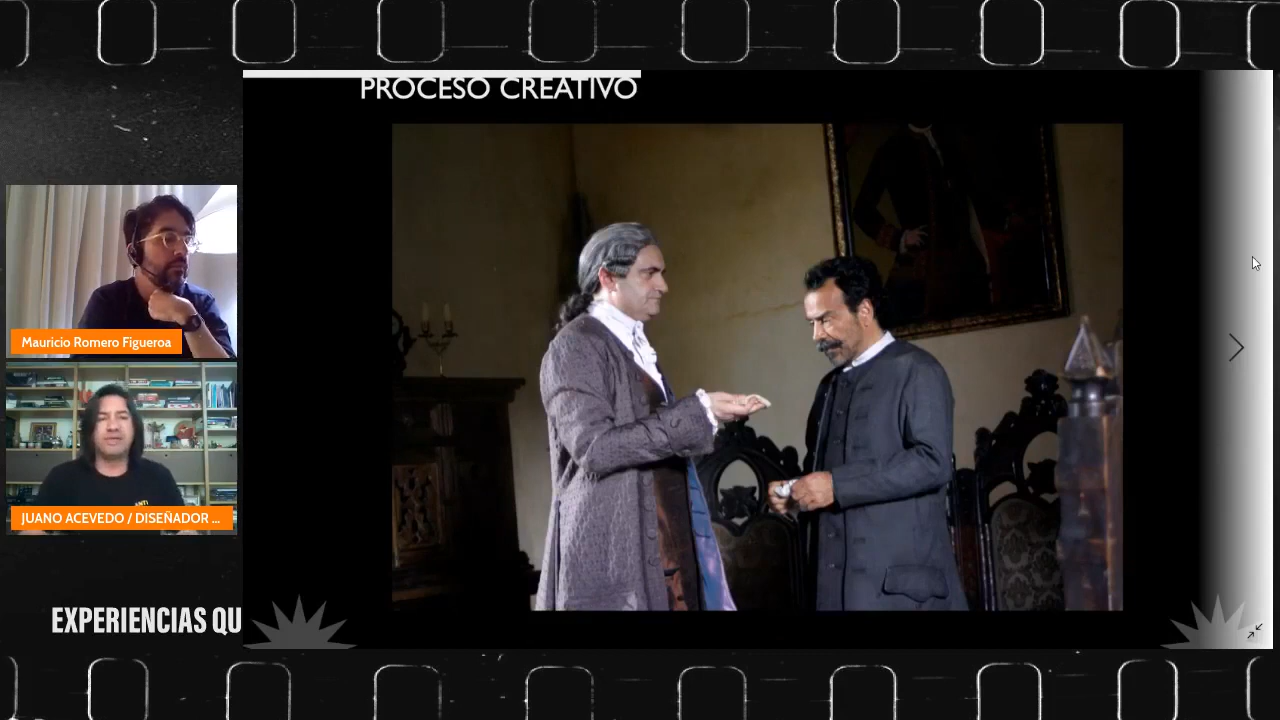 PROCESO CREATIVO
Mauricio Romero Figueroa
JUANO ACEVEDO / DISEÑADOR ...
EXPERIENCIAS QU